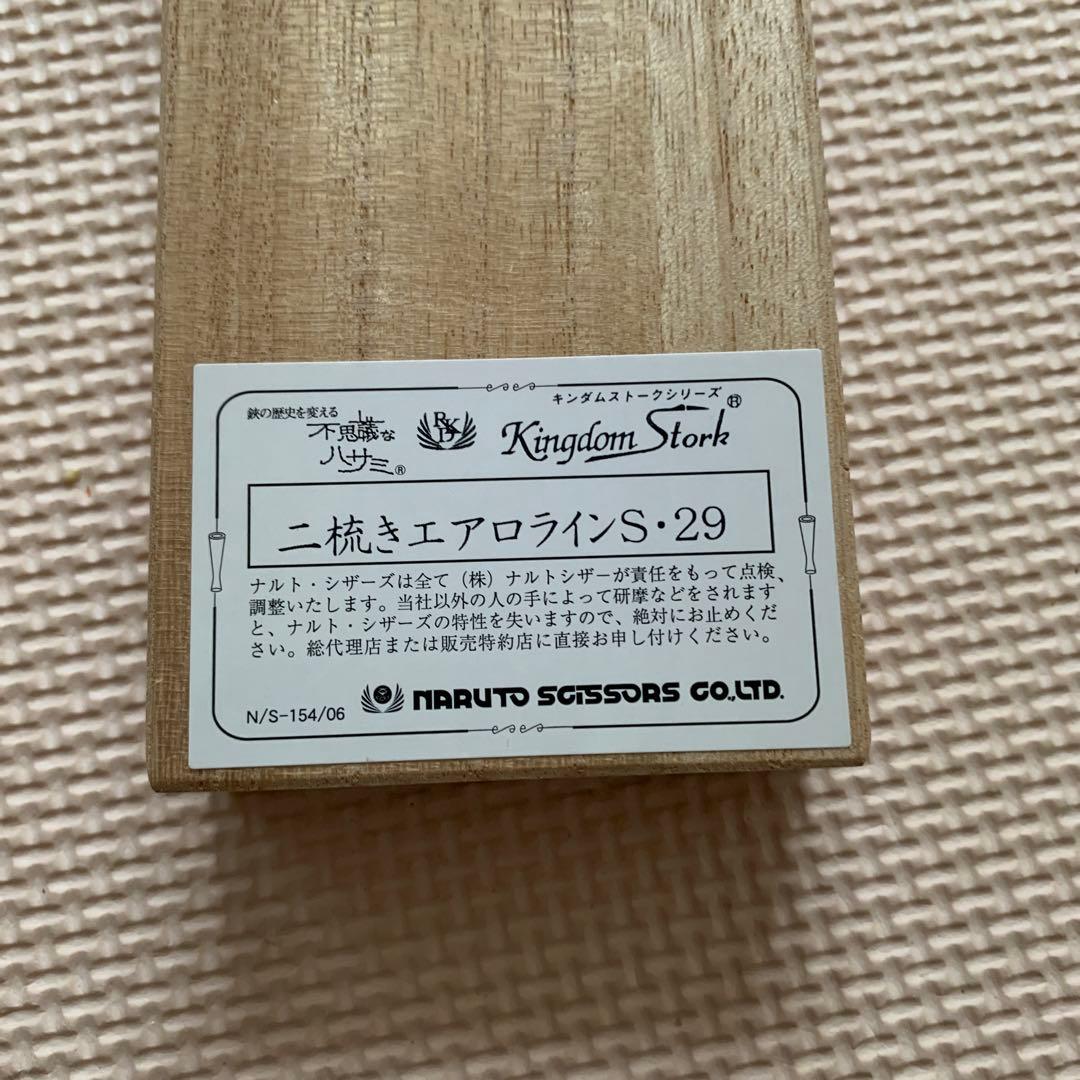 鋏の歴史を変える
不思議な
ハサミ®
RKD
キンダムストークシリーズ
Kingdom Stork®
二梳きエアロラインS・29
ナルト・シザーズは全て（株）ナルトシザーが責任をもって点検、
調整いたします。当社以外の人の手によって研摩などをされます
と、ナルト・シザーズの特性を失いますので、絶対にお止めくだ
さい。総代理店または販売特約店に直接お申し付けください。
N/S-154/06
NARUTO SCISSORS CO.,LTD.